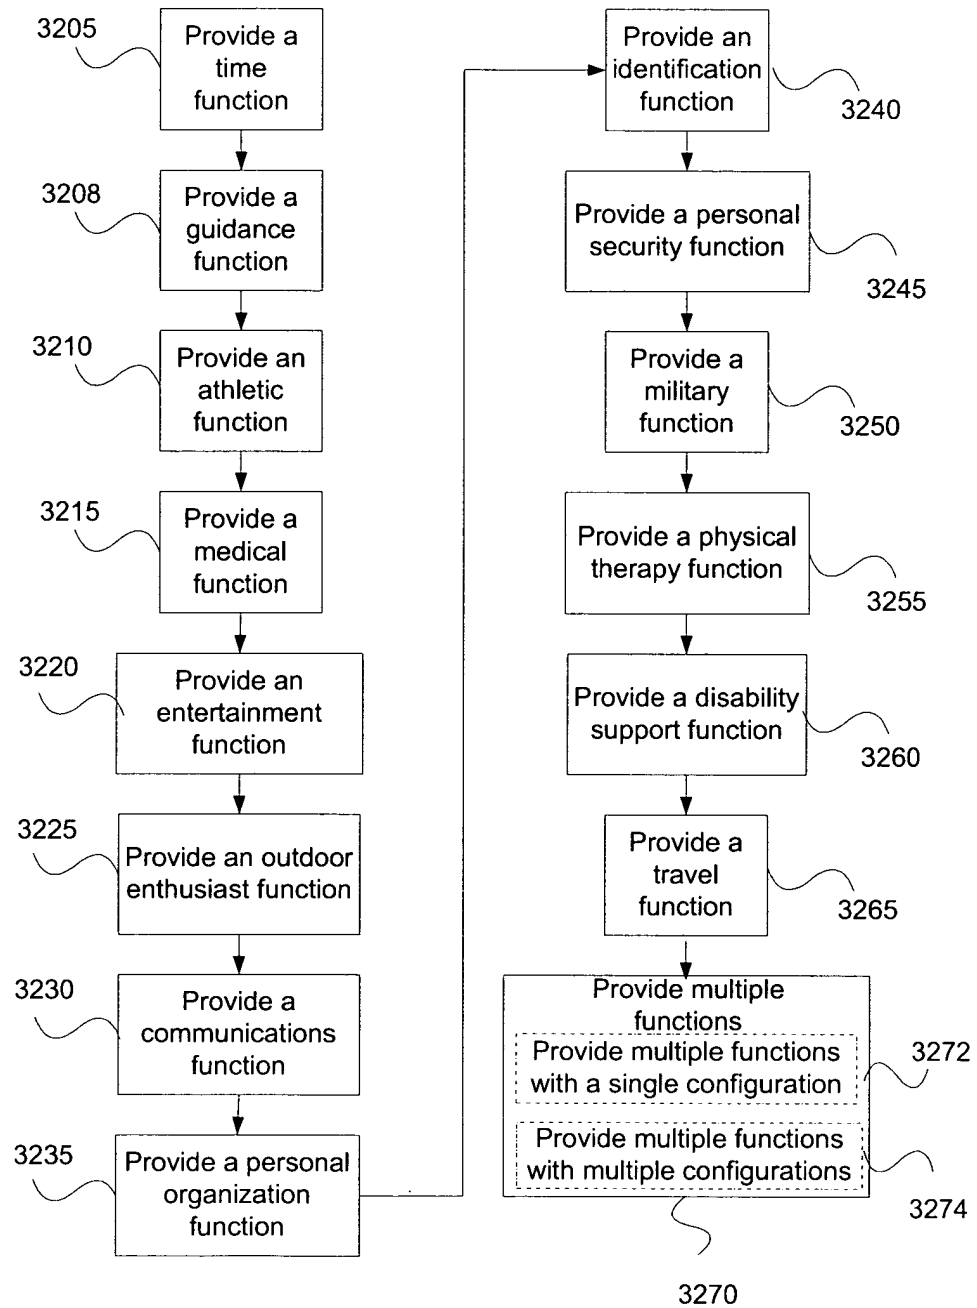 3205
Provide a
time
function
3208
Provide a
guidance
function
3210
Provide an
athletic
function
3215
Provide a
medical
function
3220
Provide an
entertainment
function
3225
Provide an outdoor
enthusiast function
3230
Provide a
communications
function
3235
Provide a personal
organization
function
Provide an
identification
function
3240
Provide a personal
security function
3245
Provide a
military
function
3250
Provide a physical
therapy function
3255
Provide a disability
support function
3260
Provide a
travel
function
3265
Provide multiple
functions
Provide multiple functions
with a single configuration
3272
Provide multiple functions
with multiple configurations
3274
3270